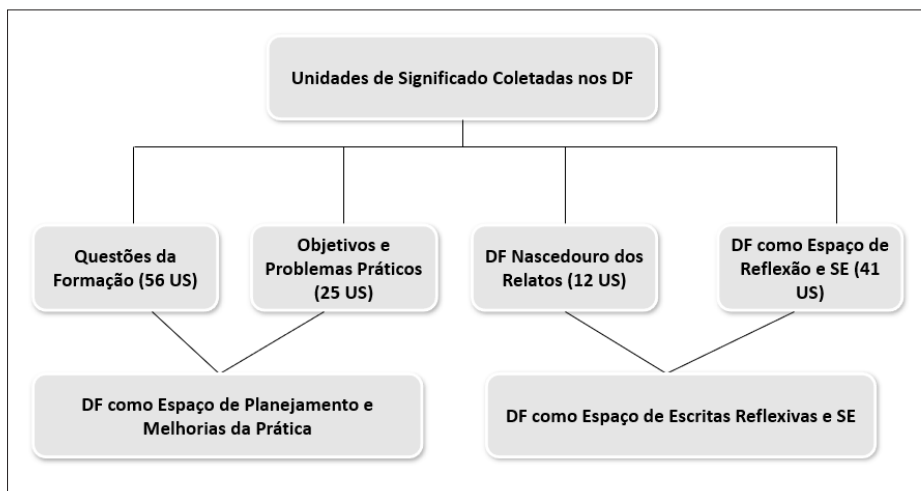 Unidades de Significado Coletadas nos DF
Questões da
Formação (56 US)
Objetivos e
Problemas Práticos
(25 US)
DF Nascedouro dos
Relatos (12 US)
DF como Espaço de
Reflexão e SE (41
US)
DF como Espaço de Planejamento e
Melhorias da Prática
DF como Espaço de Escritas Reflexivas e SE